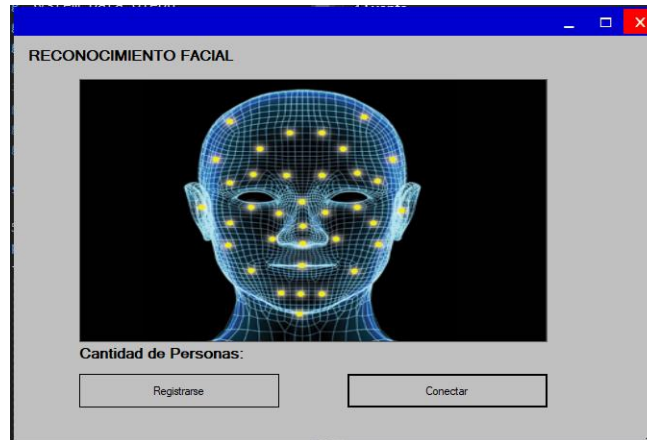 RECONOCIMIENTO FACIAL
Cantidad de Personas:
Registrarse
Conectar